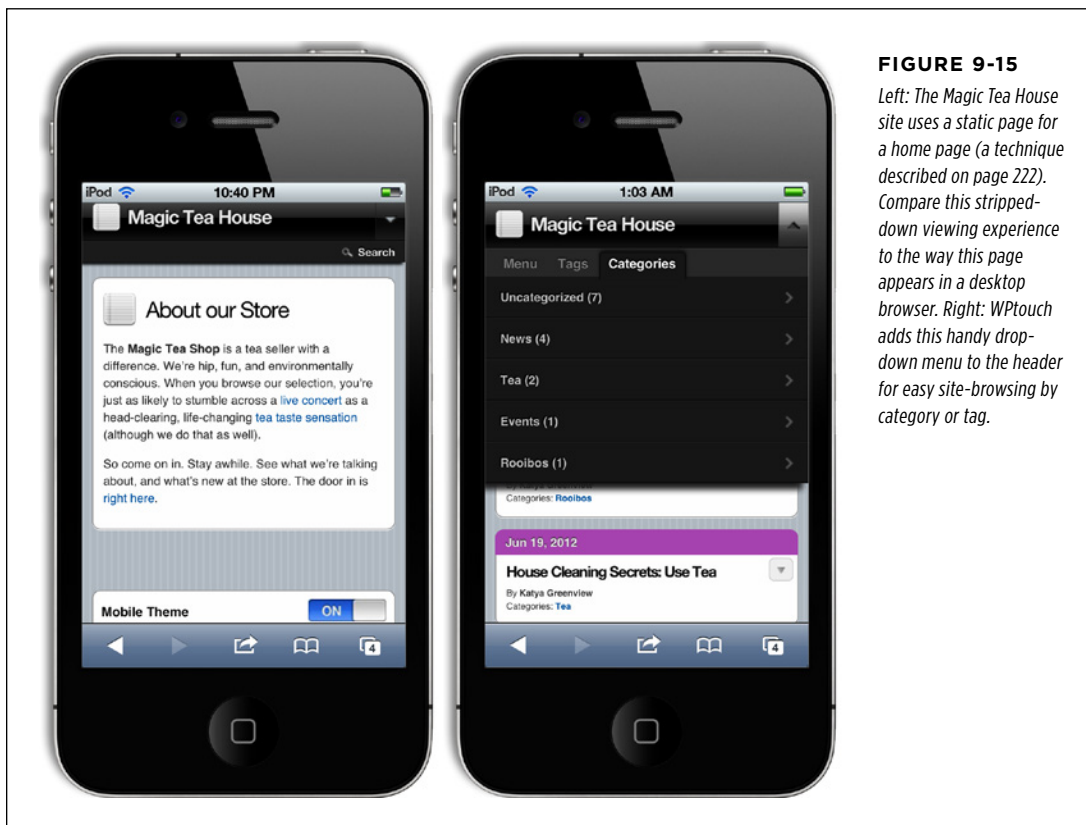 iPod 10:40 PM
Magic Tea House
Search
About our Store
The Magic Tea Shop is a tea seller with a
difference. We're hip, fun, and environmentally
conscious. When you browse our selection, you're
just as likely to stumble across a live concert as a
head-clearing, life-changing tea taste sensation
(although we do that as well).
So come on in. Stay awhile. See what we're talking
about, and what's new at the store. The door in is
right here.
Mobile Theme ON
4
iPod 1:03 AM
Magic Tea House
Menu Tags Categories
Uncategorized (7)
News (4)
Tea (2)
Events (1)
Rooibos (1)
By Katya Greenview
Categories: Rooibos
Jun 19, 2012
House Cleaning Secrets: Use Tea
By Katya Greenview
Categories: Tea
4
FIGURE 9-15
Left: The Magic Tea House
site uses a static page for
a home page (a technique
described on page 222).
Compare this stripped-
down viewing experience
to the way this page
appears in a desktop
browser. Right: WPtouch
adds this handy drop-
down menu to the header
for easy site-browsing by
category or tag.